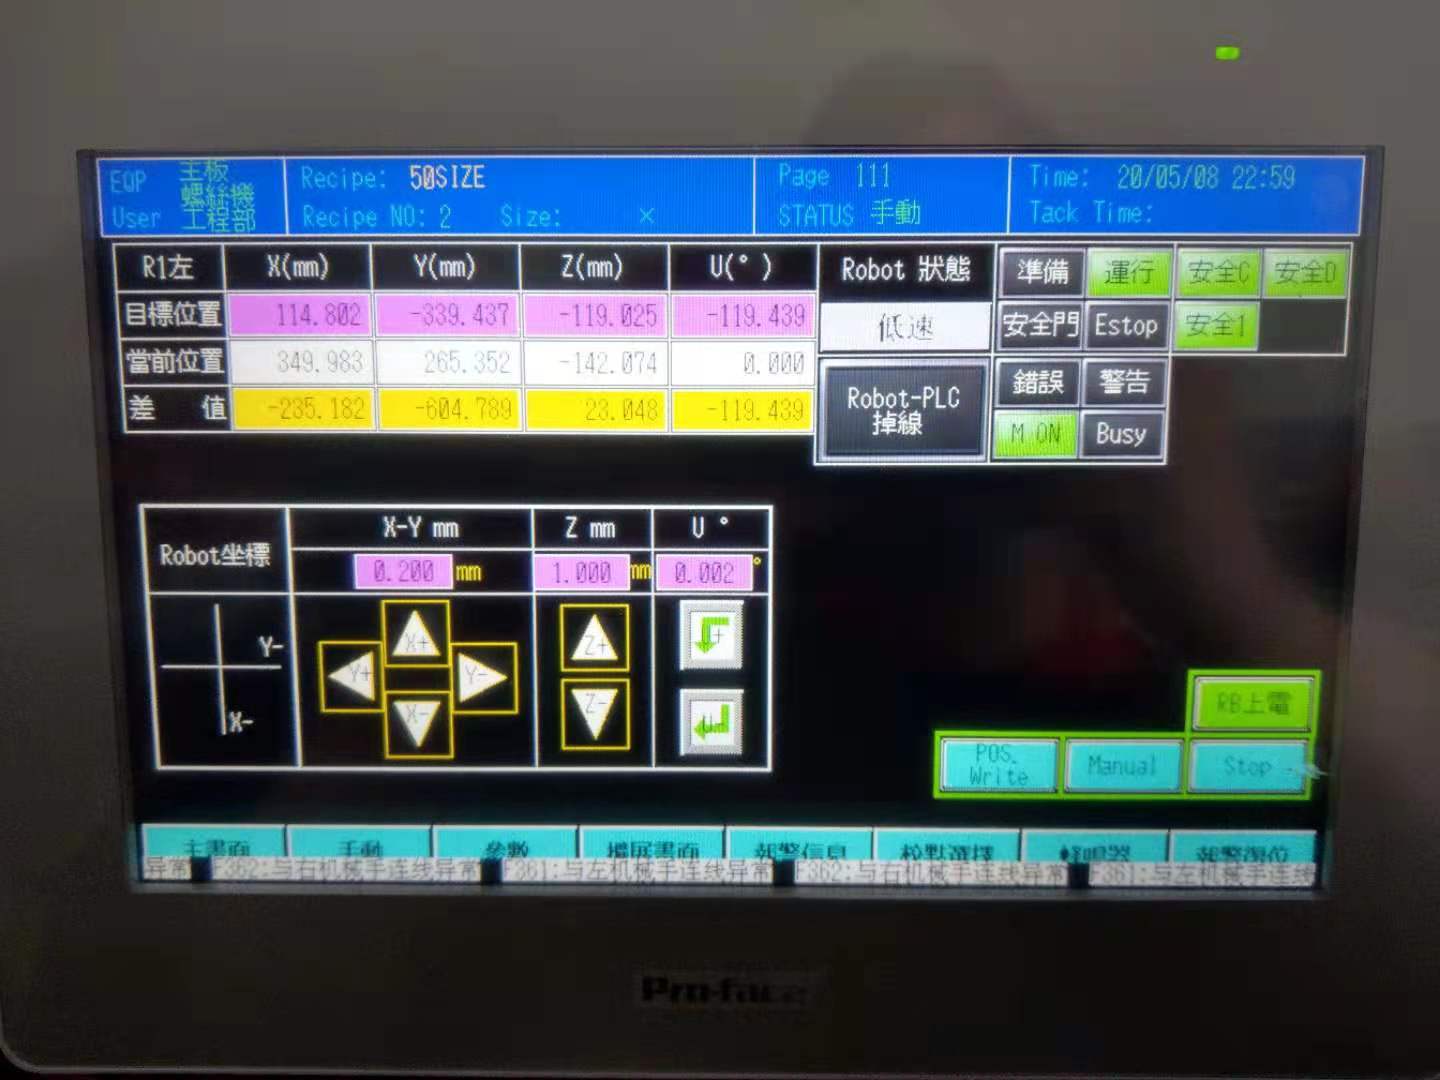 EQP 主板
螺絲機
User 工程部
Recipe: 50SIZE
Recipe NO: 2 Size: ×
Page 111
STATUS 手動
Time: 20/05/08 22:59
Tack Time:
R1左 X(mm) Y(mm) Z(mm) U(°)
目標位置 114.802 -339.437 -119.025 -119.439
當前位置 349.983 265.352 -142.074 0.000
差 值 -235.182 -604.789 23.048 -119.439
Robot 狀態
低速
Robot-PLC
掉線
準備 運行 安全C 安全D
安全門 Estop 安全1
錯誤 警告
M ON Busy
Robot坐標
X-Y mm Z mm U °
0.200 mm 1.000 mm 0.002 °
Y-
X-
X+
Y+ Y-
X-
Z+
Z-
+
U-
RB上電
POS.
Write
Manual Stop
主畫面 手動 參數 擴展畫面 報警信息 校點選擇 蜂鳴器 報警復位
异常 F362:与右机械手连线异常 F361:与左机械手连线异常 F362:与右机械手连线异常 F361:与左机械手连线
Pro-face